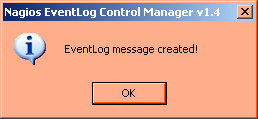 Nagios EventLog Control Manager v1.4
EventLog message created!
OK